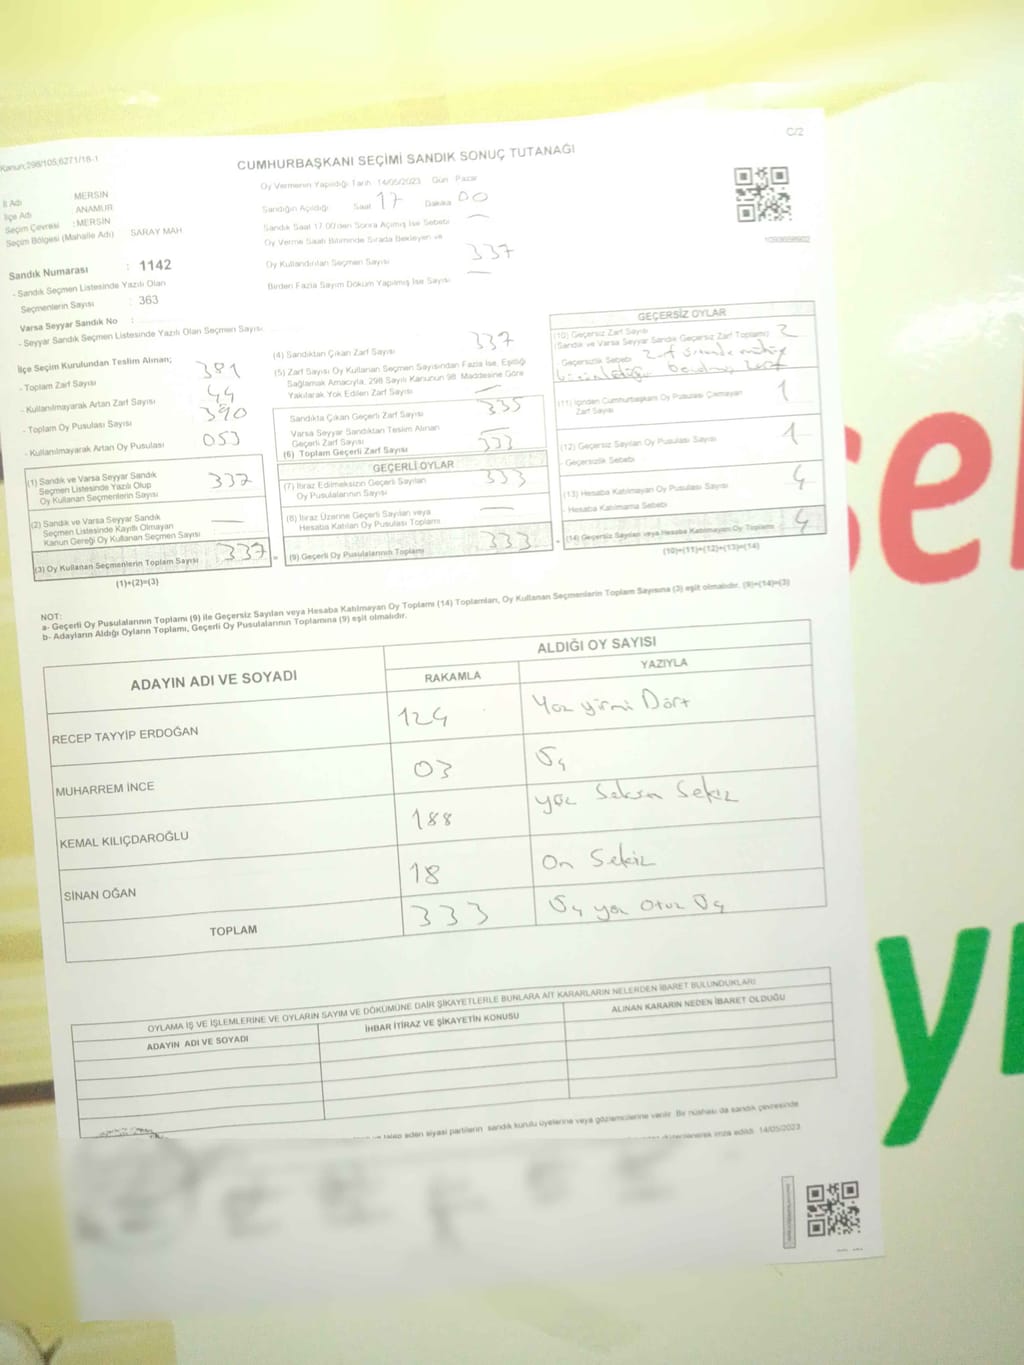 Kanun;298/105,6271/18-1
C/2
CUMHURBAŞKANI SEÇİMİ SANDIK SONUÇ TUTANAĞI
İl Adı MERSİN
İlçe Adı ANAMUR
Seçim Çevresi :MERSİN
Seçim Bölgesi (Mahalle Adı) SARAY MAH
Oy Vermenin Yapıldığı Tarih 14/05/2023 Gün Pazar
Sandığın Açıldığı Saat 17 Dakika 00
Sandık Saat 17.00'den Sonra Açılmış İse Sebebi —
Oy Verme Saati Bitiminde Sırada Bekleyen ve
Oy Kullandırılan Seçmen Sayısı 337
Birden Fazla Sayım Döküm Yapılmış İse Sayısı —
Sandık Numarası : 1142
- Sandık Seçmen Listesinde Yazılı Olan
Seçmenlerin Sayısı : 363
Varsa Seyyar Sandık No :
- Seyyar Sandık Seçmen Listesinde Yazılı Olan Seçmen Sayısı:
İlçe Seçim Kurulundan Teslim Alınan;
- Toplam Zarf Sayısı 381
- Kullanılmayarak Artan Zarf Sayısı 44
- Toplam Oy Pusulası Sayısı 390
- Kullanılmayarak Artan Oy Pusulası 053
(1) Sandık ve Varsa Seyyar Sandık
Seçmen Listesinde Yazılı Olup
Oy Kullanan Seçmenlerin Sayısı 337
(2) Sandık ve Varsa Seyyar Sandık
Seçmen Listesinde Kayıtlı Olmayan
Kanun Gereği Oy Kullanan Seçmen Sayısı —
(3) Oy Kullanan Seçmenlerin Toplam Sayısı 337
(1)+(2)=(3)
(4) Sandıktan Çıkan Zarf Sayısı 337
(5) Zarf Sayısı Oy Kullanan Seçmen Sayısından Fazla İse, Eşitliği
Sağlamak Amacıyla, 298 Sayılı Kanunun 98. Maddesine Göre
Yakılarak Yok Edilen Zarf Sayısı —
Sandıkta Çıkan Geçerli Zarf Sayısı 335
Varsa Seyyar Sandıktan Teslim Alınan
Geçerli Zarf Sayısı —
(6) Toplam Geçerli Zarf Sayısı 333
GEÇERLİ OYLAR
(7) İtiraz Edilmeksizin Geçerli Sayılan
Oy Pusulalarının Sayısı 333
(8) İtiraz Üzerine Geçerli Sayılan veya
Hesaba Katılan Oy Pusulası Toplamı —
(9) Geçerli Oy Pusulalarının Toplamı 333
GEÇERSİZ OYLAR
(10) Geçersiz Zarf Sayısı
(Sandık ve Varsa Seyyar Sandık Geçersiz Zarf Toplamı) 2
Geçersizlik Sebebi
(11) İçinden Cumhurbaşkanı Oy Pusulası Çıkmayan
Zarf Sayısı 1
(12) Geçersiz Sayılan Oy Pusulası Sayısı 1
- Geçersizlik Sebebi
(13) Hesaba Katılmayan Oy Pusulası Sayısı 4
- Hesaba Katılmama Sebebi
(14) Geçersiz Sayılan veya Hesaba Katılmayan Oy Toplamı 4
(10)+(11)+(12)+(13)=(14)
NOT:
a- Geçerli Oy Pusulalarının Toplamı (9) ile Geçersiz Sayılan veya Hesaba Katılmayan Oy Toplamı (14) Toplamları, Oy Kullanan Seçmenlerin Toplam Sayısına (3) eşit olmalıdır. (9)+(14)=(3)
b- Adayların Aldığı Oyların Toplamı, Geçerli Oy Pusulalarının Toplamına (9) eşit olmalıdır.
ADAYIN ADI VE SOYADI ALDIĞI OY SAYISI
RAKAMLA YAZIYLA
RECEP TAYYİP ERDOĞAN 124 Yüz yirmi Dört
MUHARREM İNCE 03 Üç
KEMAL KILIÇDAROĞLU 188 yüz Seksen Sekiz
SİNAN OĞAN 18 On Sekiz
TOPLAM 333 Üç yüz Otuz Üç
OYLAMA İŞ VE İŞLEMLERİNE VE OYLARIN SAYIM VE DÖKÜMÜNE DAİR ŞİKAYETLERLE BUNLARA AİT KARARLARIN NELERDEN İBARET BULUNDUKLARI
ADAYIN ADI VE SOYADI İHBAR İTİRAZ VE ŞİKAYETİN KONUSU ALINAN KARARIN NEDEN İBARET OLDUĞU
eden siyasi partilerin sandık kurulu üyelerine veya gözlemcilerine verilir. Bir nüshası da sandık çevresinde
imza edildi. 14/05/2023